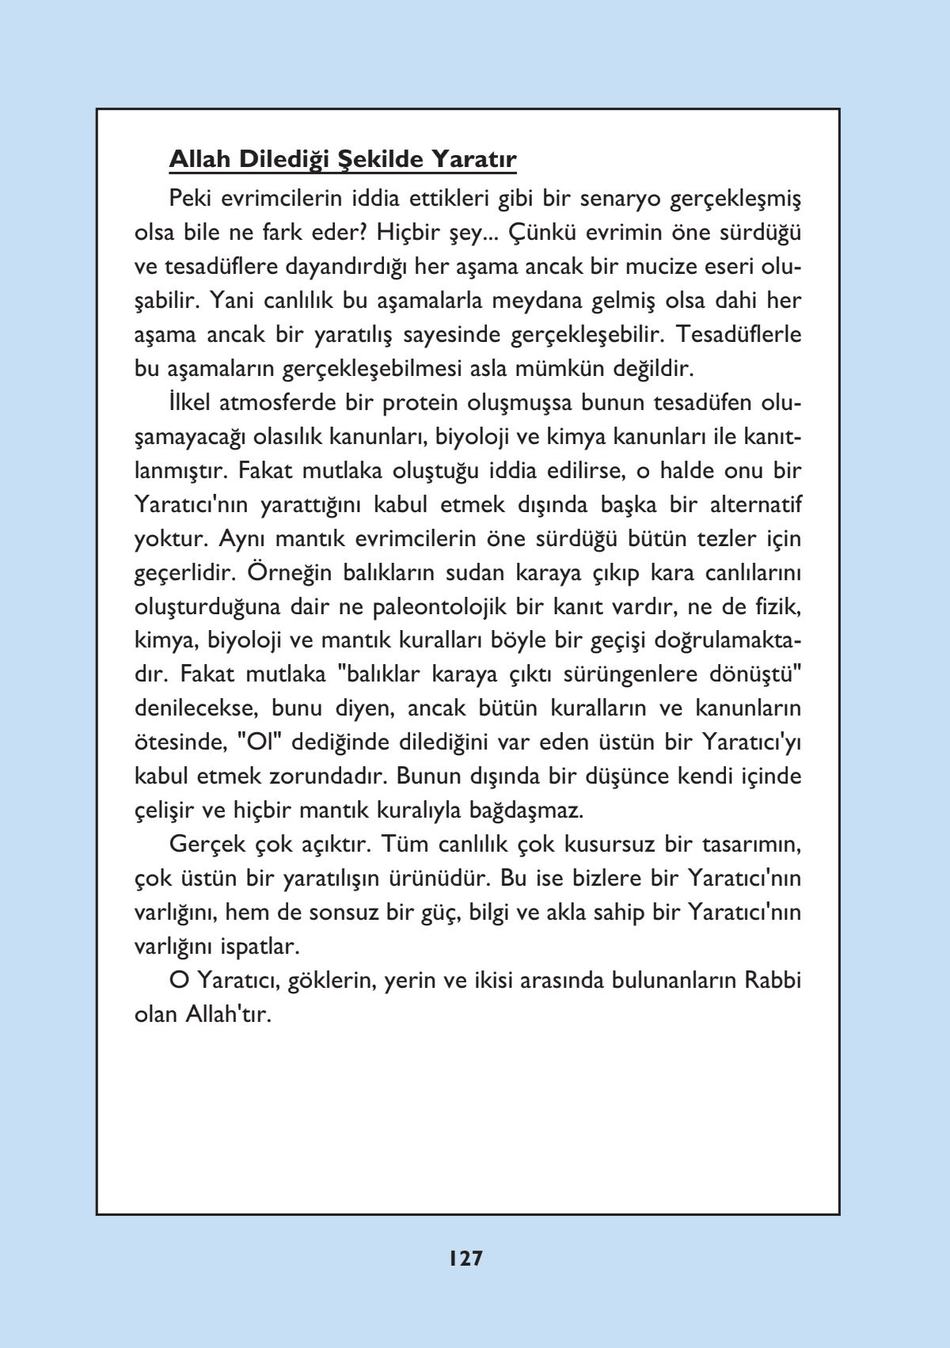 Allah Dilediği Şekilde Yaratır
Peki evrimcilerin iddia ettikleri gibi bir senaryo gerçekleşmiş
olsa bile ne fark eder? Hiçbir şey... Çünkü evrimin öne sürdüğü
ve tesadüflere dayandırdığı her aşama ancak bir mucize eseri olu-
şabilir. Yani canlılık bu aşamalarla meydana gelmiş olsa dahi her
aşama ancak bir yaratılış sayesinde gerçekleşebilir. Tesadüflerle
bu aşamaların gerçekleşebilmesi asla mümkün değildir.
İlkel atmosferde bir protein oluşmuşsa bunun tesadüfen olu-
şamayacağı olasılık kanunları, biyoloji ve kimya kanunları ile kanıt-
lanmıştır. Fakat mutlaka oluştuğu iddia edilirse, o halde onu bir
Yaratıcı'nın yarattığını kabul etmek dışında başka bir alternatif
yoktur. Aynı mantık evrimcilerin öne sürdüğü bütün tezler için
geçerlidir. Örneğin balıkların sudan karaya çıkıp kara canlılarını
oluşturduğuna dair ne paleontolojik bir kanıt vardır, ne de fizik,
kimya, biyoloji ve mantık kuralları böyle bir geçişi doğrulamakta-
dır. Fakat mutlaka "balıklar karaya çıktı sürüngenlere dönüştü"
denilecekse, bunu diyen, ancak bütün kuralların ve kanunların
ötesinde, "Ol" dediğinde dilediğini var eden üstün bir Yaratıcı'yı
kabul etmek zorundadır. Bunun dışında bir düşünce kendi içinde
çelişir ve hiçbir mantık kuralıyla bağdaşmaz.
Gerçek çok açıktır. Tüm canlılık çok kusursuz bir tasarımın,
çok üstün bir yaratılışın ürünüdür. Bu ise bizlere bir Yaratıcı'nın
varlığını, hem de sonsuz bir güç, bilgi ve akla sahip bir Yaratıcı'nın
varlığını ispatlar.
O Yaratıcı, göklerin, yerin ve ikisi arasında bulunanların Rabbi
olan Allah'tır.
127